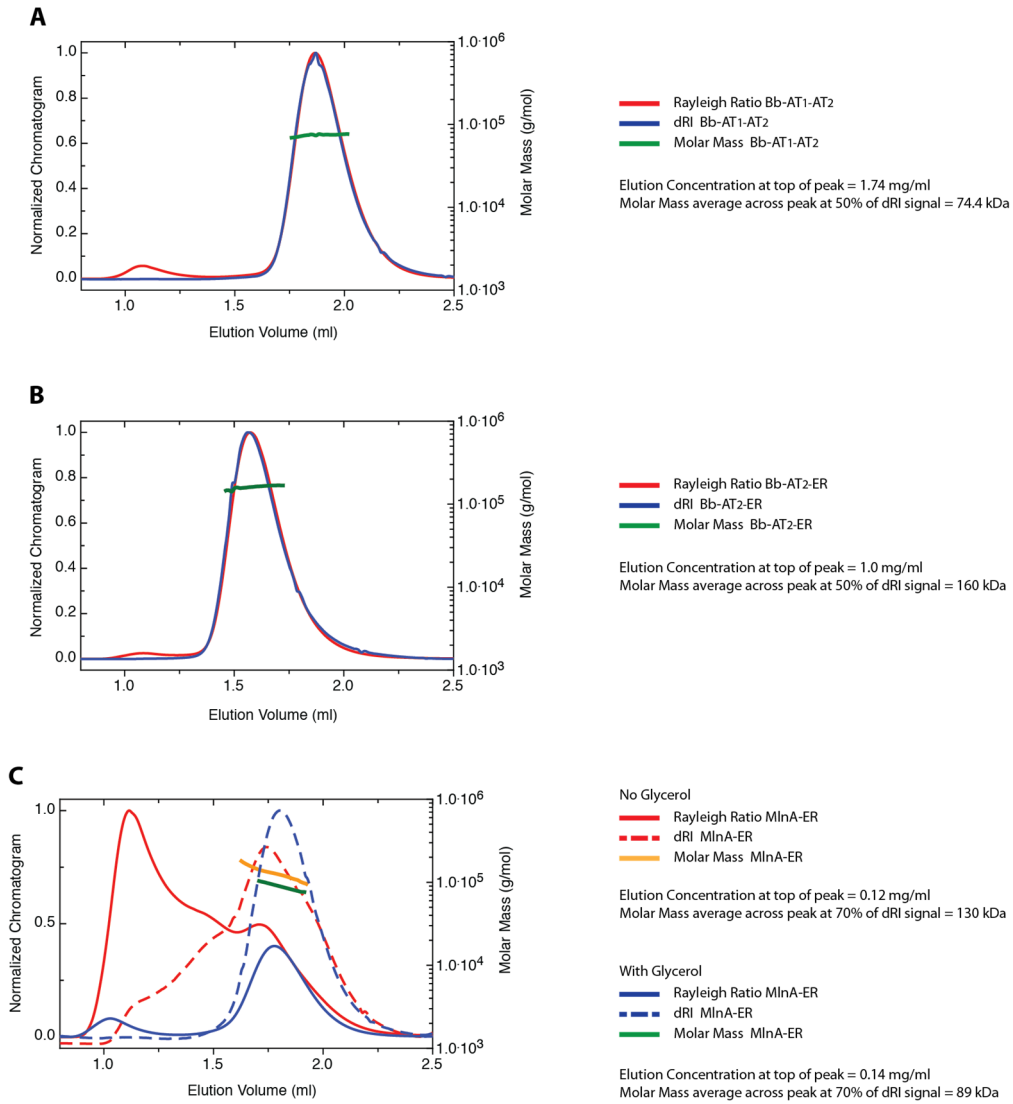 A
1.0
0.8
0.6
0.4
0.2
0.0
Normalized Chromatogram
1.0·10⁶
1.0·10⁵
1.0·10⁴
1.0·10³
Molar Mass (g/mol)
1.0 1.5 2.0 2.5
Elution Volume (ml)
Rayleigh Ratio Bb-AT1-AT2
dRI Bb-AT1-AT2
Molar Mass Bb-AT1-AT2
Elution Concentration at top of peak = 1.74 mg/ml
Molar Mass average across peak at 50% of dRI signal = 74.4 kDa
B
1.0
0.8
0.6
0.4
0.2
0.0
Normalized Chromatogram
1.0·10⁶
1.0·10⁵
1.0·10⁴
1.0·10³
Molar Mass (g/mol)
1.0 1.5 2.0 2.5
Elution Volume (ml)
Rayleigh Ratio Bb-AT2-ER
dRI Bb-AT2-ER
Molar Mass Bb-AT2-ER
Elution Concentration at top of peak = 1.0 mg/ml
Molar Mass average across peak at 50% of dRI signal = 160 kDa
C
1.0
0.5
0.0
Normalized Chromatogram
1.0·10⁶
1.0·10⁵
1.0·10⁴
1.0·10³
Molar Mass (g/mol)
1.0 1.5 2.0 2.5
Elution Volume (ml)
No Glycerol
Rayleigh Ratio MlnA-ER
dRI MlnA-ER
Molar Mass MlnA-ER
Elution Concentration at top of peak = 0.12 mg/ml
Molar Mass average across peak at 70% of dRI signal = 130 kDa
With Glycerol
Rayleigh Ratio MlnA-ER
dRI MlnA-ER
Molar Mass MlnA-ER
Elution Concentration at top of peak = 0.14 mg/ml
Molar Mass average across peak at 70% of dRI signal = 89 kDa